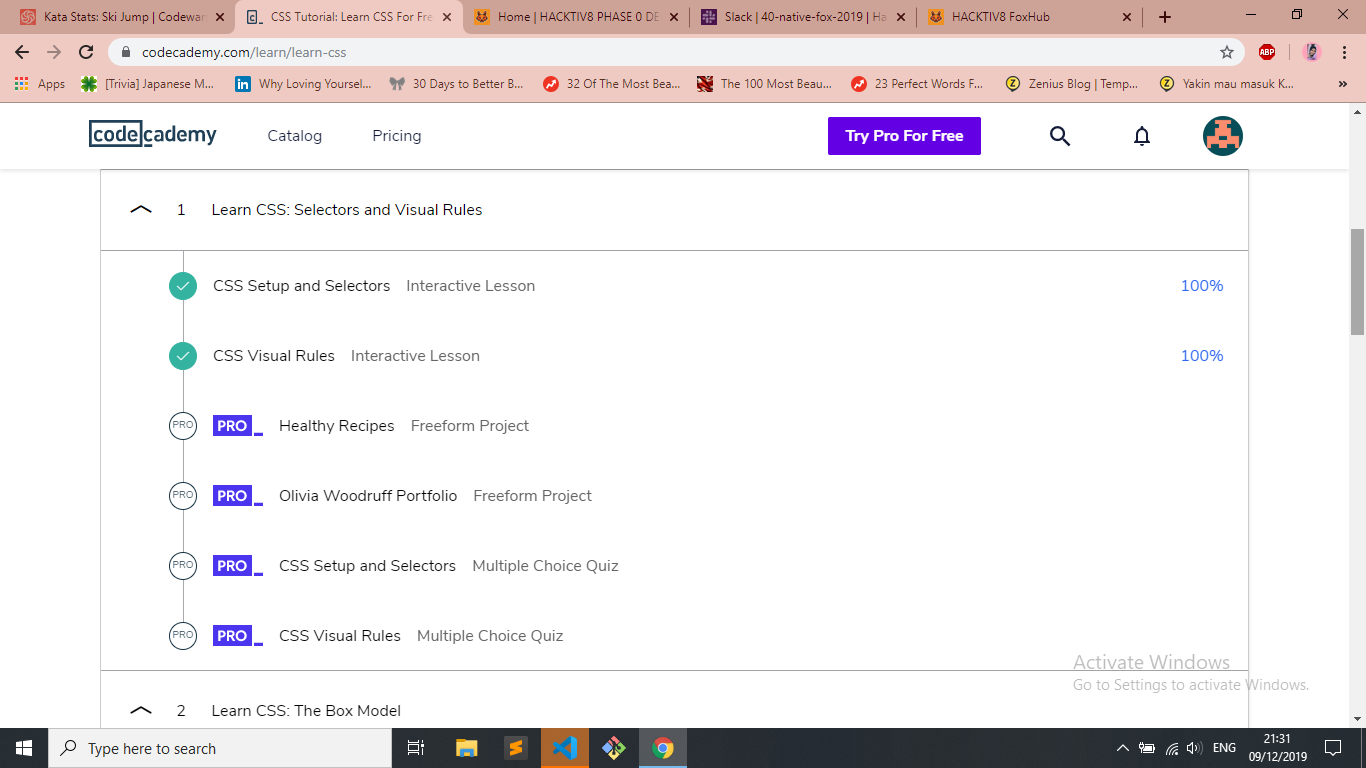 Kata Stats: Ski Jump | Codewar
CSS Tutorial: Learn CSS For Fre
Home | HACKTIV8 PHASE 0 DE
Slack | 40-native-fox-2019 | Ha
HACKTIV8 FoxHub
codecademy.com/learn/learn-css
ABP
Apps
[Trivia] Japanese M...
in
Why Loving Yoursel...
30 Days to Better B...
32 Of The Most Bea...
The 100 Most Beau...
23 Perfect Words F...
Zenius Blog | Temp...
Yakin mau masuk K...
codecademy
Catalog
Pricing
Try Pro For Free
1 Learn CSS: Selectors and Visual Rules
CSS Setup and Selectors Interactive Lesson 100%
CSS Visual Rules Interactive Lesson 100%
PRO PRO_ Healthy Recipes Freeform Project
PRO PRO_ Olivia Woodruff Portfolio Freeform Project
PRO PRO_ CSS Setup and Selectors Multiple Choice Quiz
PRO PRO_ CSS Visual Rules Multiple Choice Quiz
Activate Windows
Go to Settings to activate Windows.
2 Learn CSS: The Box Model
Type here to search
ENG
21:31
09/12/2019